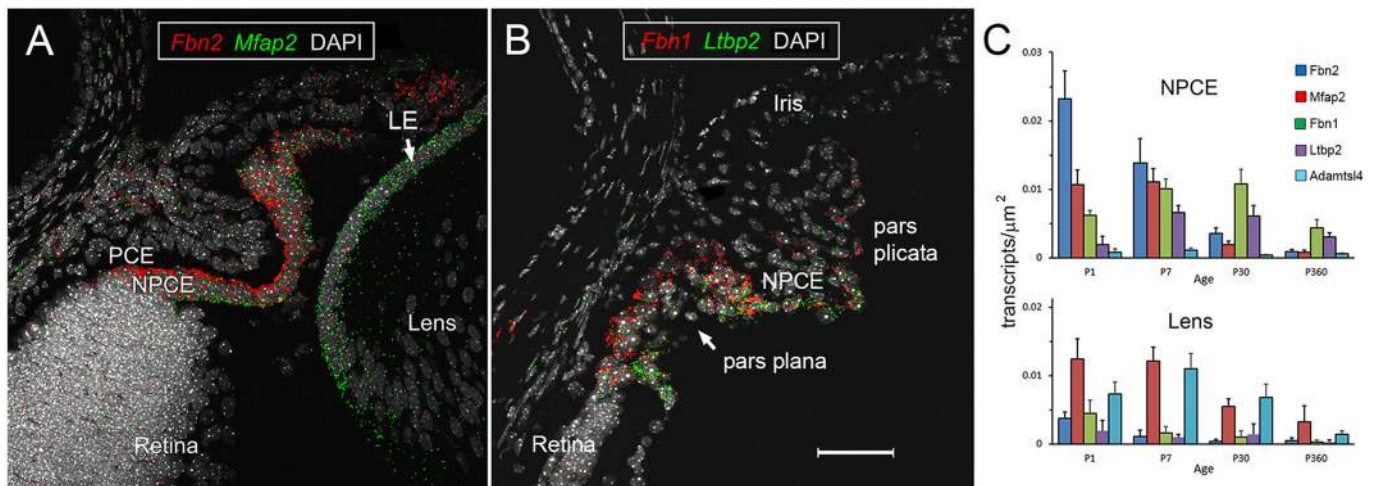 A
Fbn2 Mfap2 DAPI
LE
PCE
NPCE
Lens
Retina
B
Fbn1 Ltbp2 DAPI
Iris
pars
plicata
NPCE
pars plana
Retina
C
transcripts/μm²
0.03
0.02
0.01
0
NPCE
Fbn2
Mfap2
Fbn1
Ltbp2
Adamtsl4
P1 P7 P30 P360
Age
0.02
0.01
0
Lens
P1 P7 P30 P360
Age